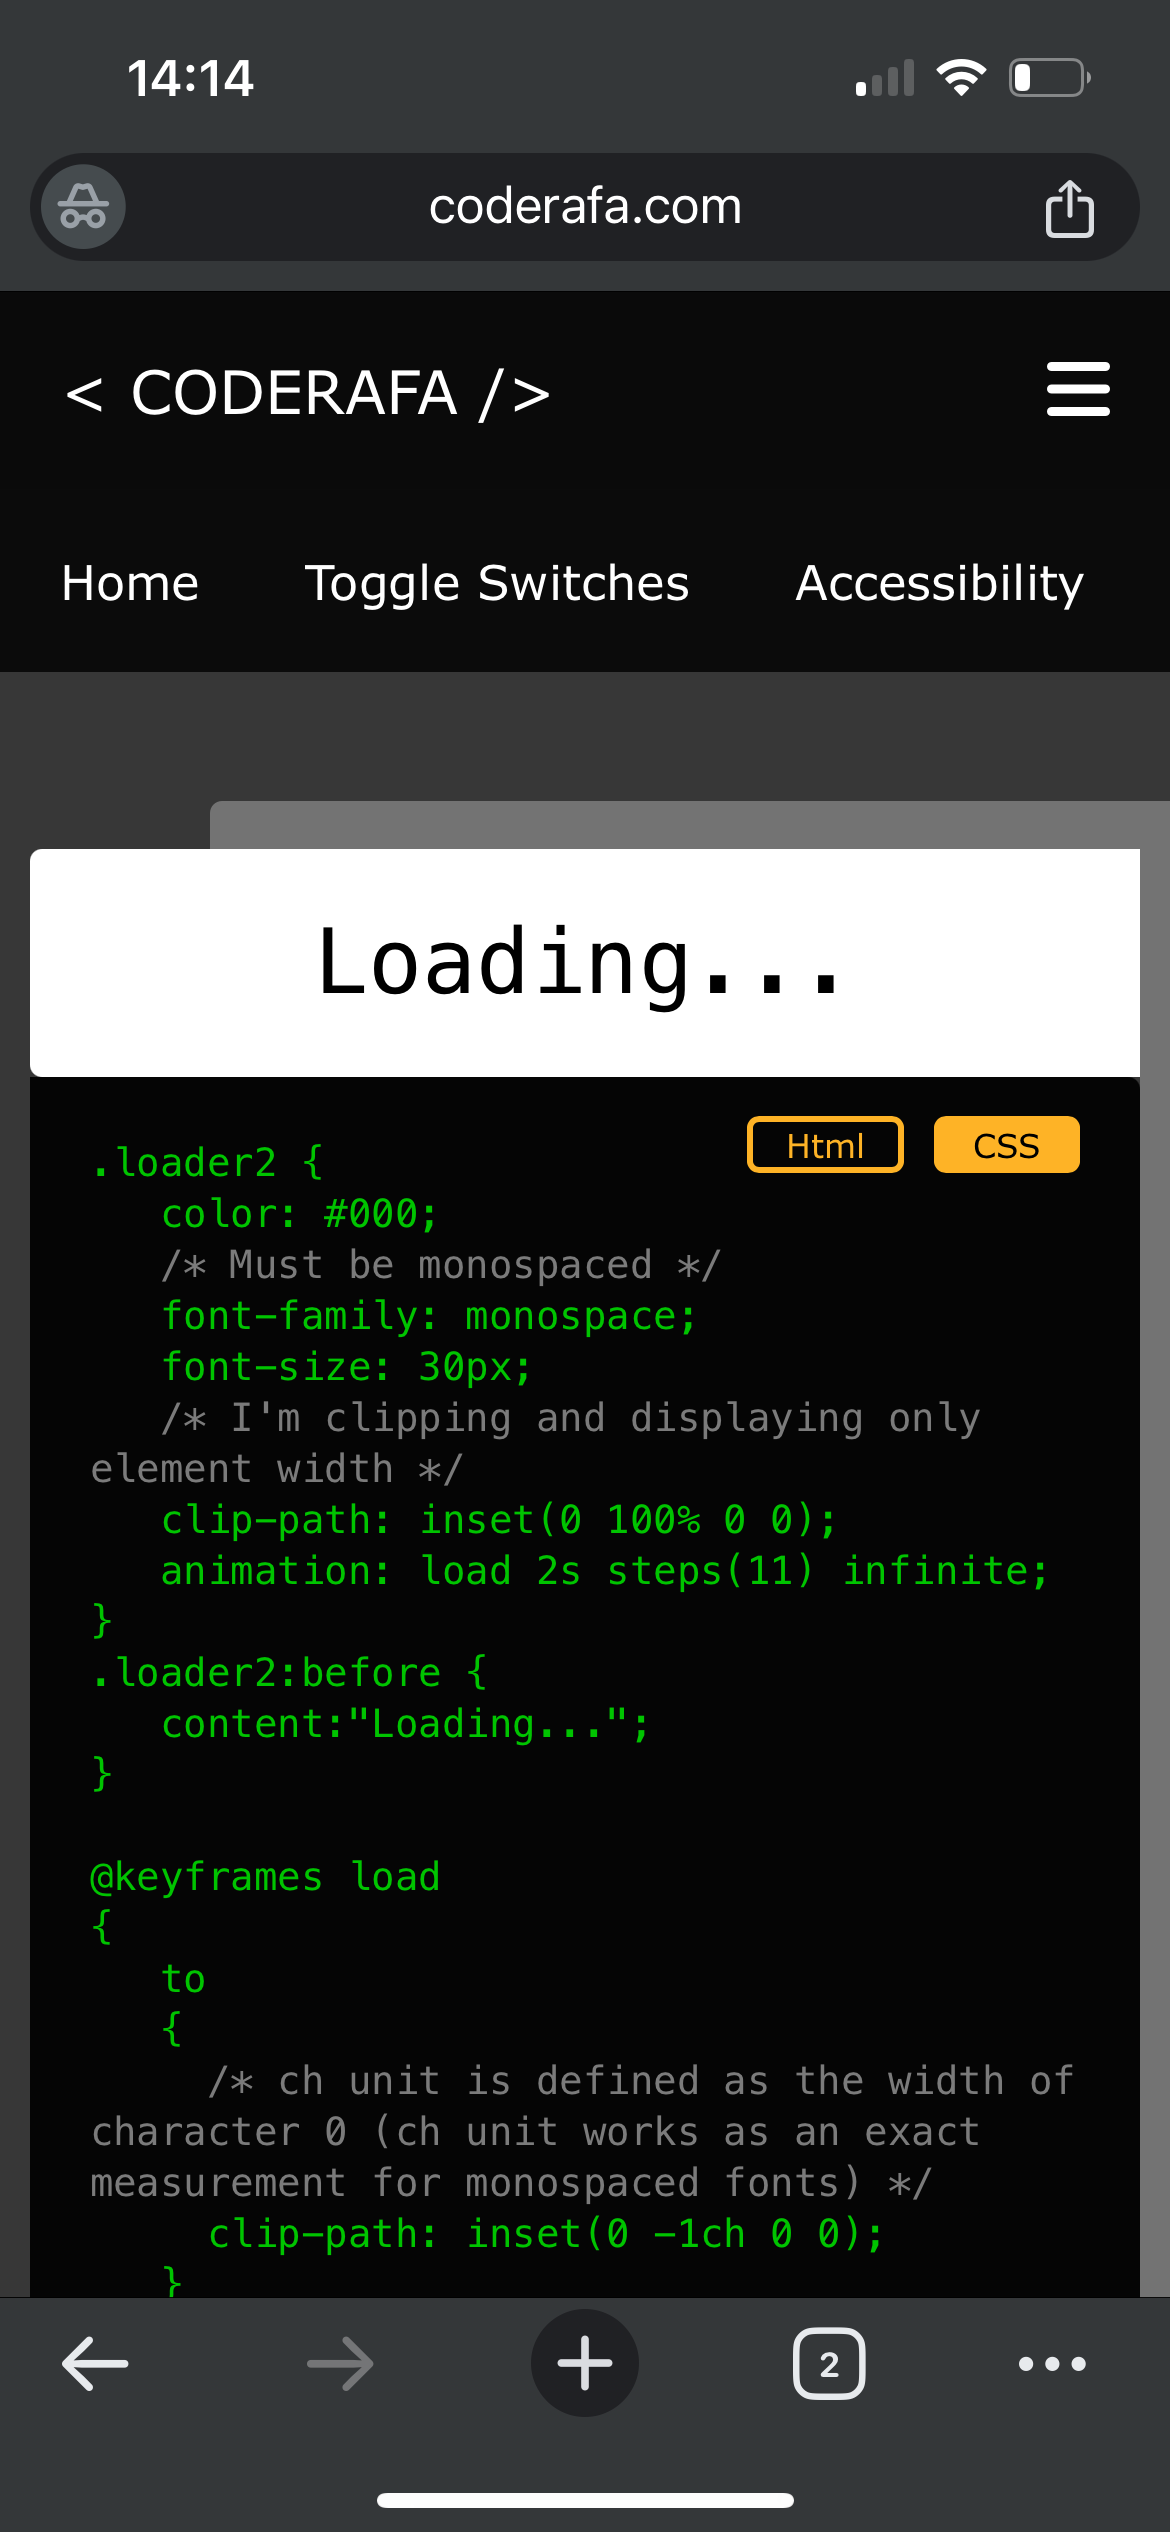 14:14
coderafa.com
< CODERAFA />
Home Toggle Switches Accessibility
Loading...
Html CSS
.loader2 {
color: #000;
/* Must be monospaced */
font-family: monospace;
font-size: 30px;
/* I'm clipping and displaying only
element width */
clip-path: inset(0 100% 0 0);
animation: load 2s steps(11) infinite;
}
.loader2:before {
content:"Loading...";
}
@keyframes load
{
to
{
/* ch unit is defined as the width of
character 0 (ch unit works as an exact
measurement for monospaced fonts) */
clip-path: inset(0 -1ch 0 0);
}
2